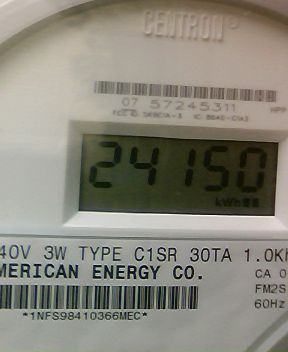 CENTRON®
07 57245311
24150
kWh
40V 3W TYPE C1SR 30TA 1.0Kh
MERICAN ENERGY CO.
CA 0
FM2S
60Hz
*1NFS98410366MEC*